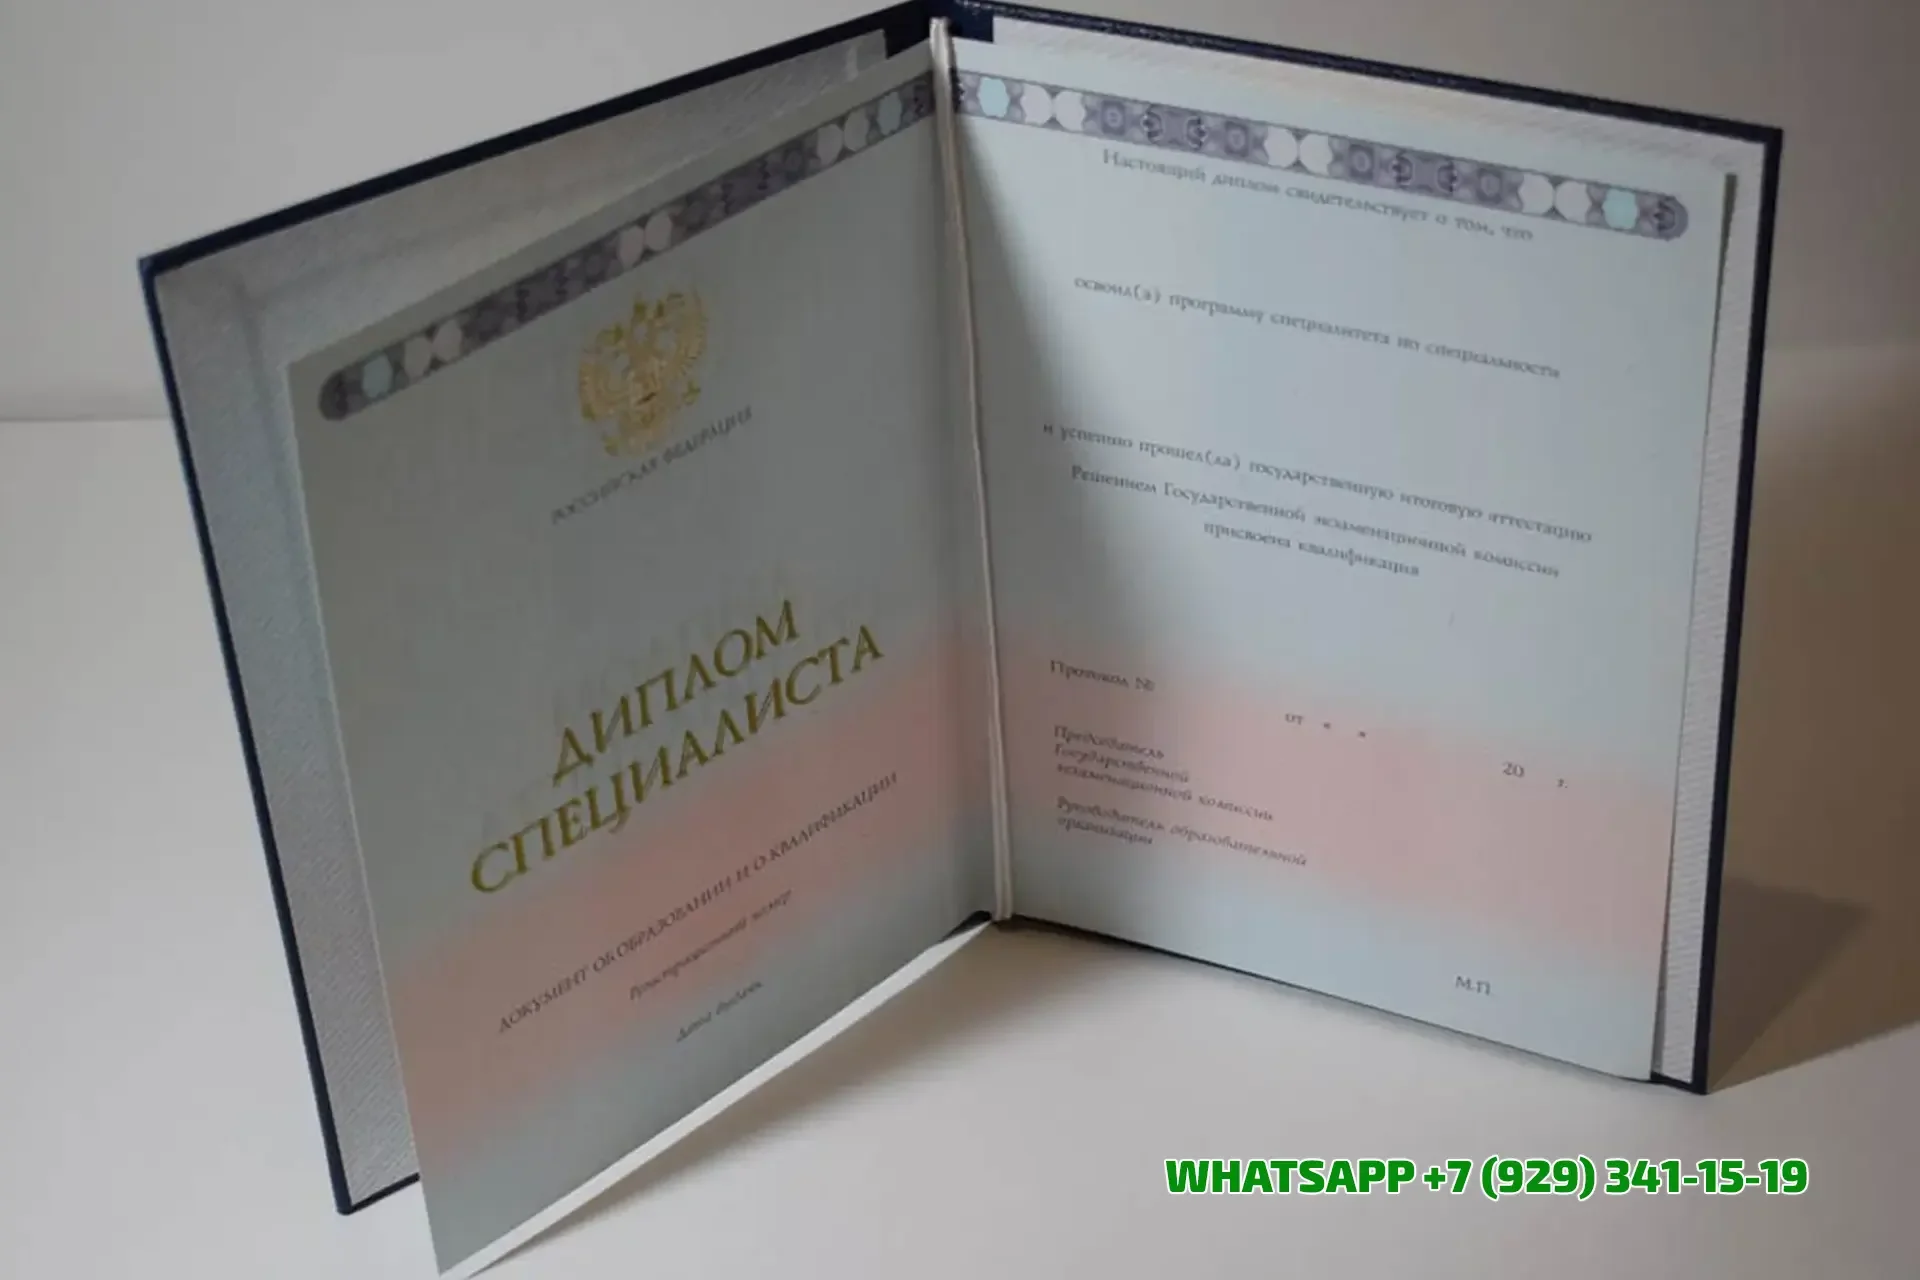 РОССИЙСКАЯ ФЕДЕРАЦИЯ
ДИПЛОМ
СПЕЦИАЛИСТА
ДОКУМЕНТ ОБ ОБРАЗОВАНИИ И О КВАЛИФИКАЦИИ
Регистрационный номер
Дата выдачи
Настоящий диплом свидетельствует о том, что
освоил(а) программу специалитета по специальности
и успешно прошел(ла) государственную итоговую аттестацию
Решением Государственной экзаменационной комиссии
присвоена квалификация
Протокол №
от « »
20 г.
Председатель
Государственной
экзаменационной комиссии
Руководитель образовательной
организации
М.П.
WHATSAPP +7 (929) 341-15-19